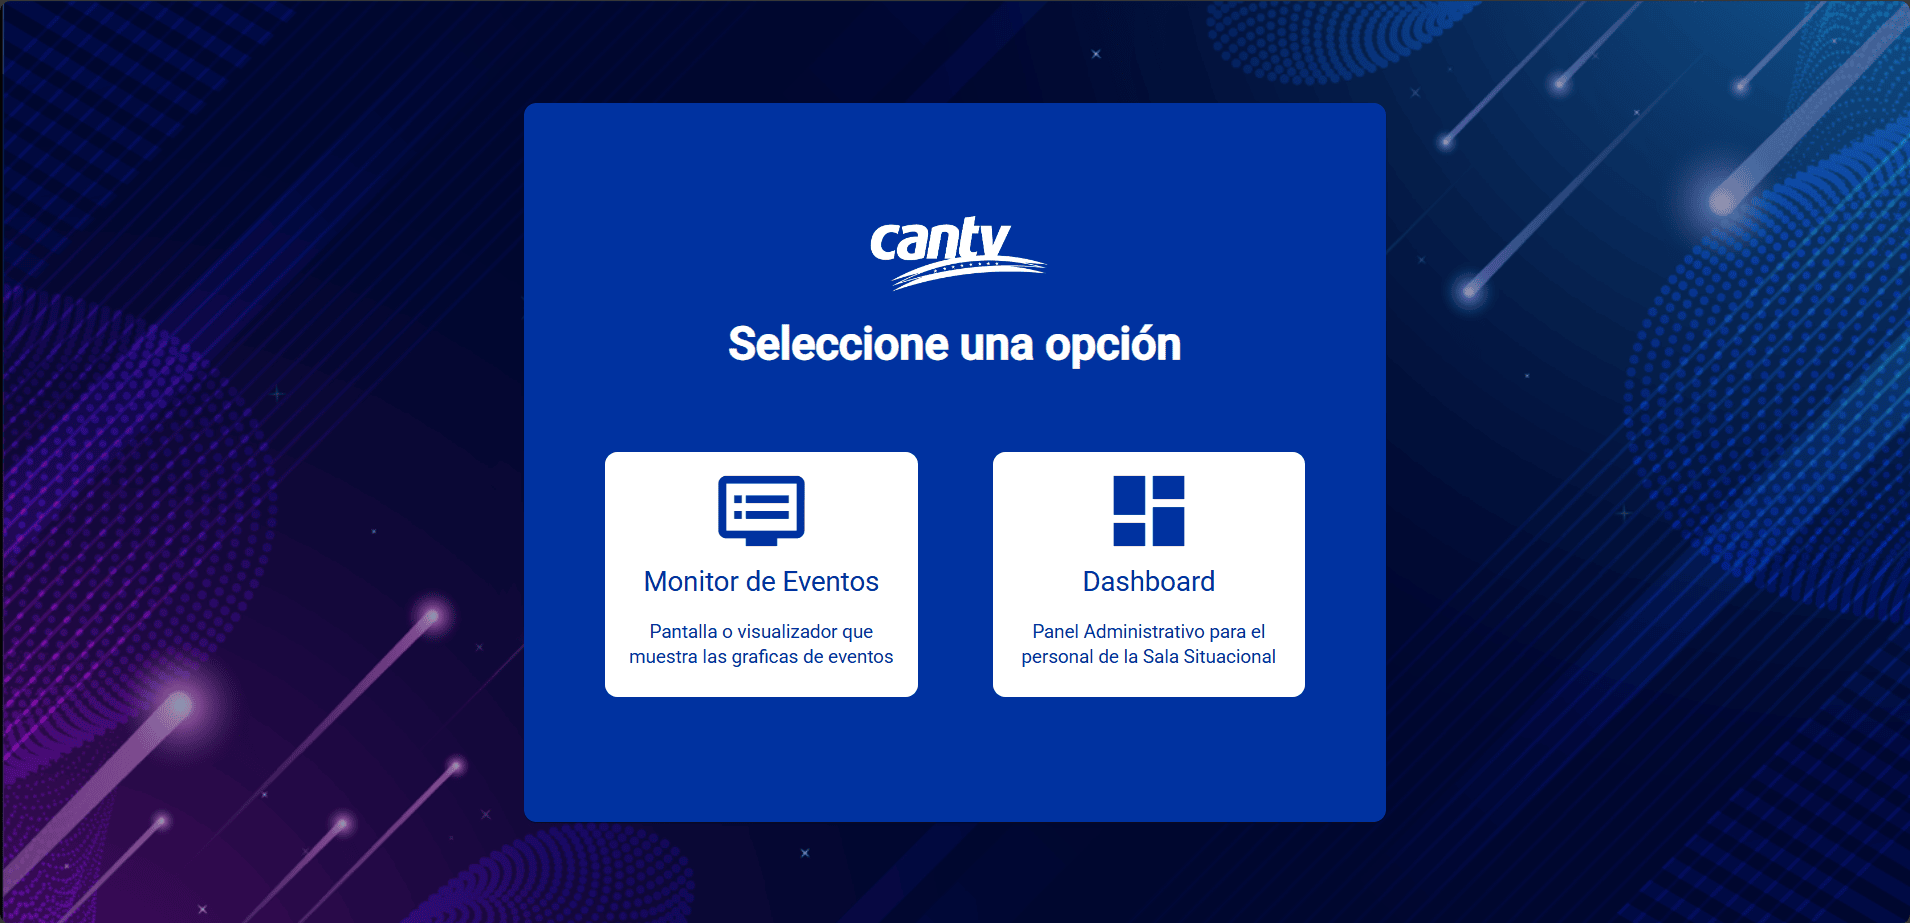 cantv
Seleccione una opción
Monitor de Eventos
Pantalla o visualizador que
muestra las graficas de eventos
Dashboard
Panel Administrativo para el
personal de la Sala Situacional